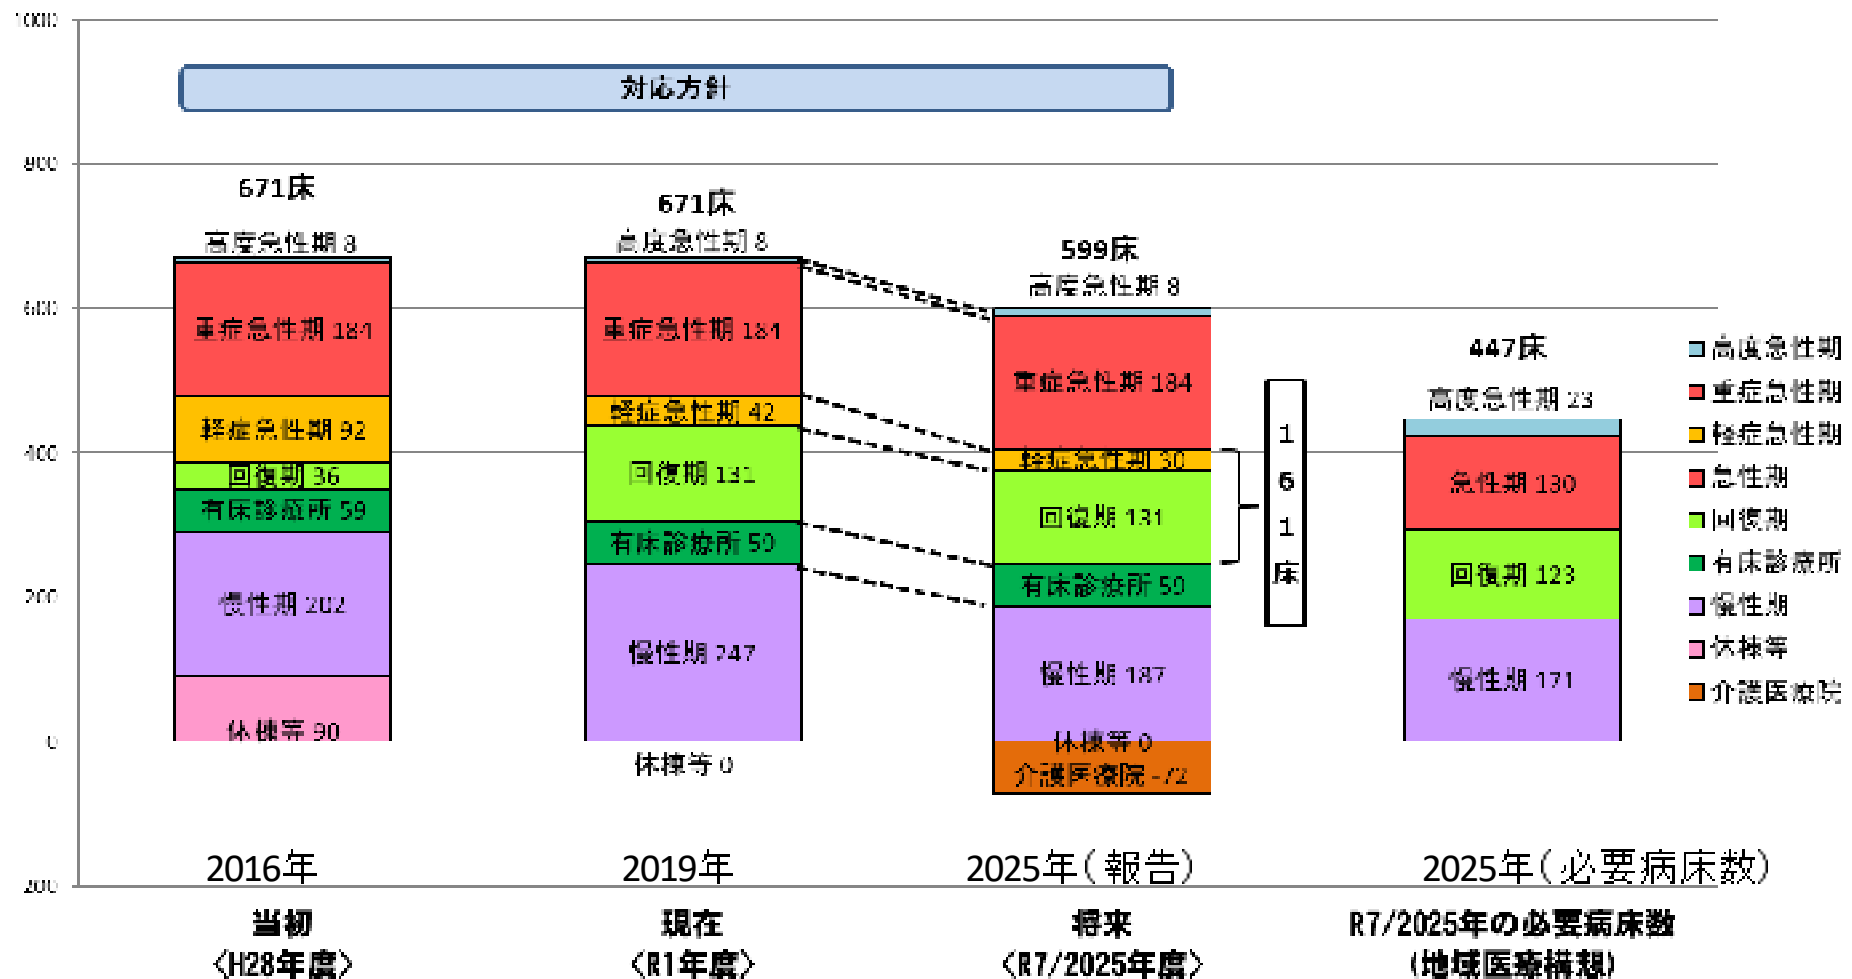 1000
800
600
400
200
0
200
対応方針
671床
高度急性期 8
重症急性期 184
軽症急性期 92
回復期 36
有床診療所 59
慢性期 202
休棟等 90
671床
高度急性期 8
重症急性期 184
軽症急性期 42
回復期 131
有床診療所 59
慢性期 247
休棟等 0
599床
高度急性期 8
重症急性期 184
軽症急性期 30
回復期 131
有床診療所 59
慢性期 187
休棟等 0
介護医療院 -72
161床
447床
高度急性期 23
急性期 130
回復期 123
慢性期 171
高度急性期
重症急性期
軽症急性期
急性期
回復期
有床診療所
慢性期
休棟等
介護医療院
2016年
2019年
2025年（報告）
2025年（必要病床数）
当初
〈H28年度〉
現在
〈R1年度〉
将来
〈R7/2025年度〉
R7/2025年の必要病床数
(地域医療構想)